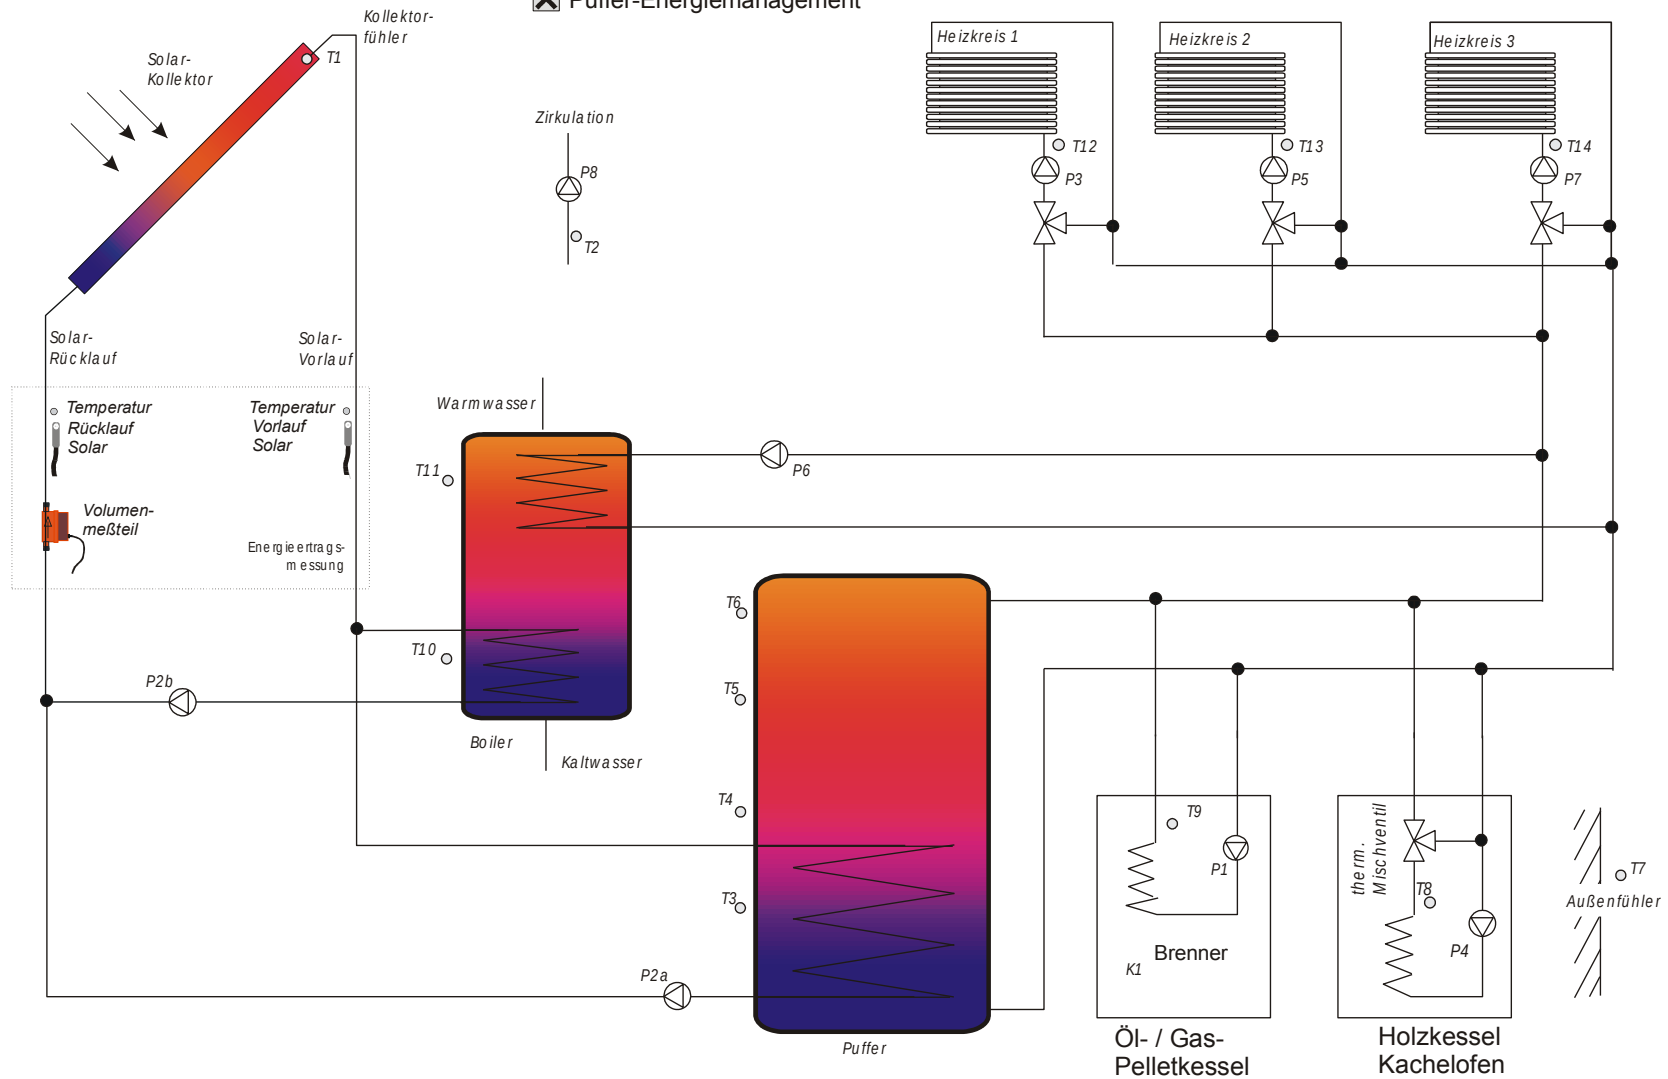 Puffer-Energiemanagement
Kollektor-
fühler
T1
Solar-
Kollektor
Zirkulation
P8
T2
Heizkreis 1
Heizkreis 2
Heizkreis 3
T12
T13
T14
P3
P5
P7
Solar-
Rücklauf
Solar-
Vorlauf
Temperatur
Rücklauf
Solar
Temperatur
Vorlauf
Solar
Volumen-
meßteil
Energieertrags-
messung
Warmwasser
T11
P6
T10
P2b
Boiler
Kaltwasser
T6
T5
T4
T3
P2a
Puffer
T9
P1
K1
Brenner
Öl- / Gas-
Pelletkessel
therm.
Mischventil
T8
P4
Holzkessel
Kachelofen
T7
Außenfühler